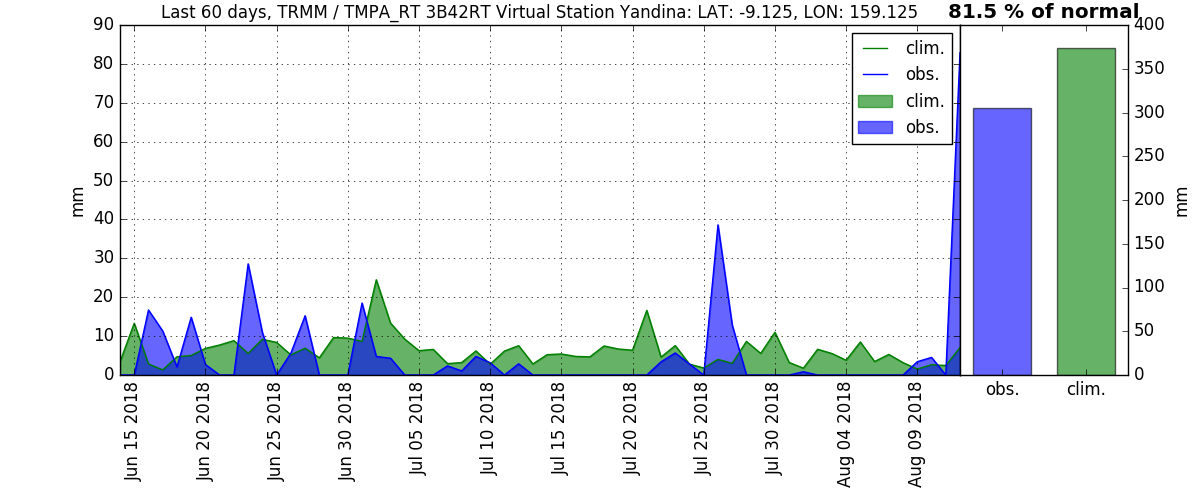 Last 60 days, TRMM / TMPA_RT 3B42RT Virtual Station Yandina: LAT: -9.125, LON: 159.125
81.5 % of normal
90
80
70
60
50
40
30
20
10
0
mm
clim.
obs.
clim.
obs.
400
350
300
250
200
150
100
50
0
mm
obs.
clim.
Jun 15 2018
Jun 20 2018
Jun 25 2018
Jun 30 2018
Jul 05 2018
Jul 10 2018
Jul 15 2018
Jul 20 2018
Jul 25 2018
Jul 30 2018
Aug 04 2018
Aug 09 2018